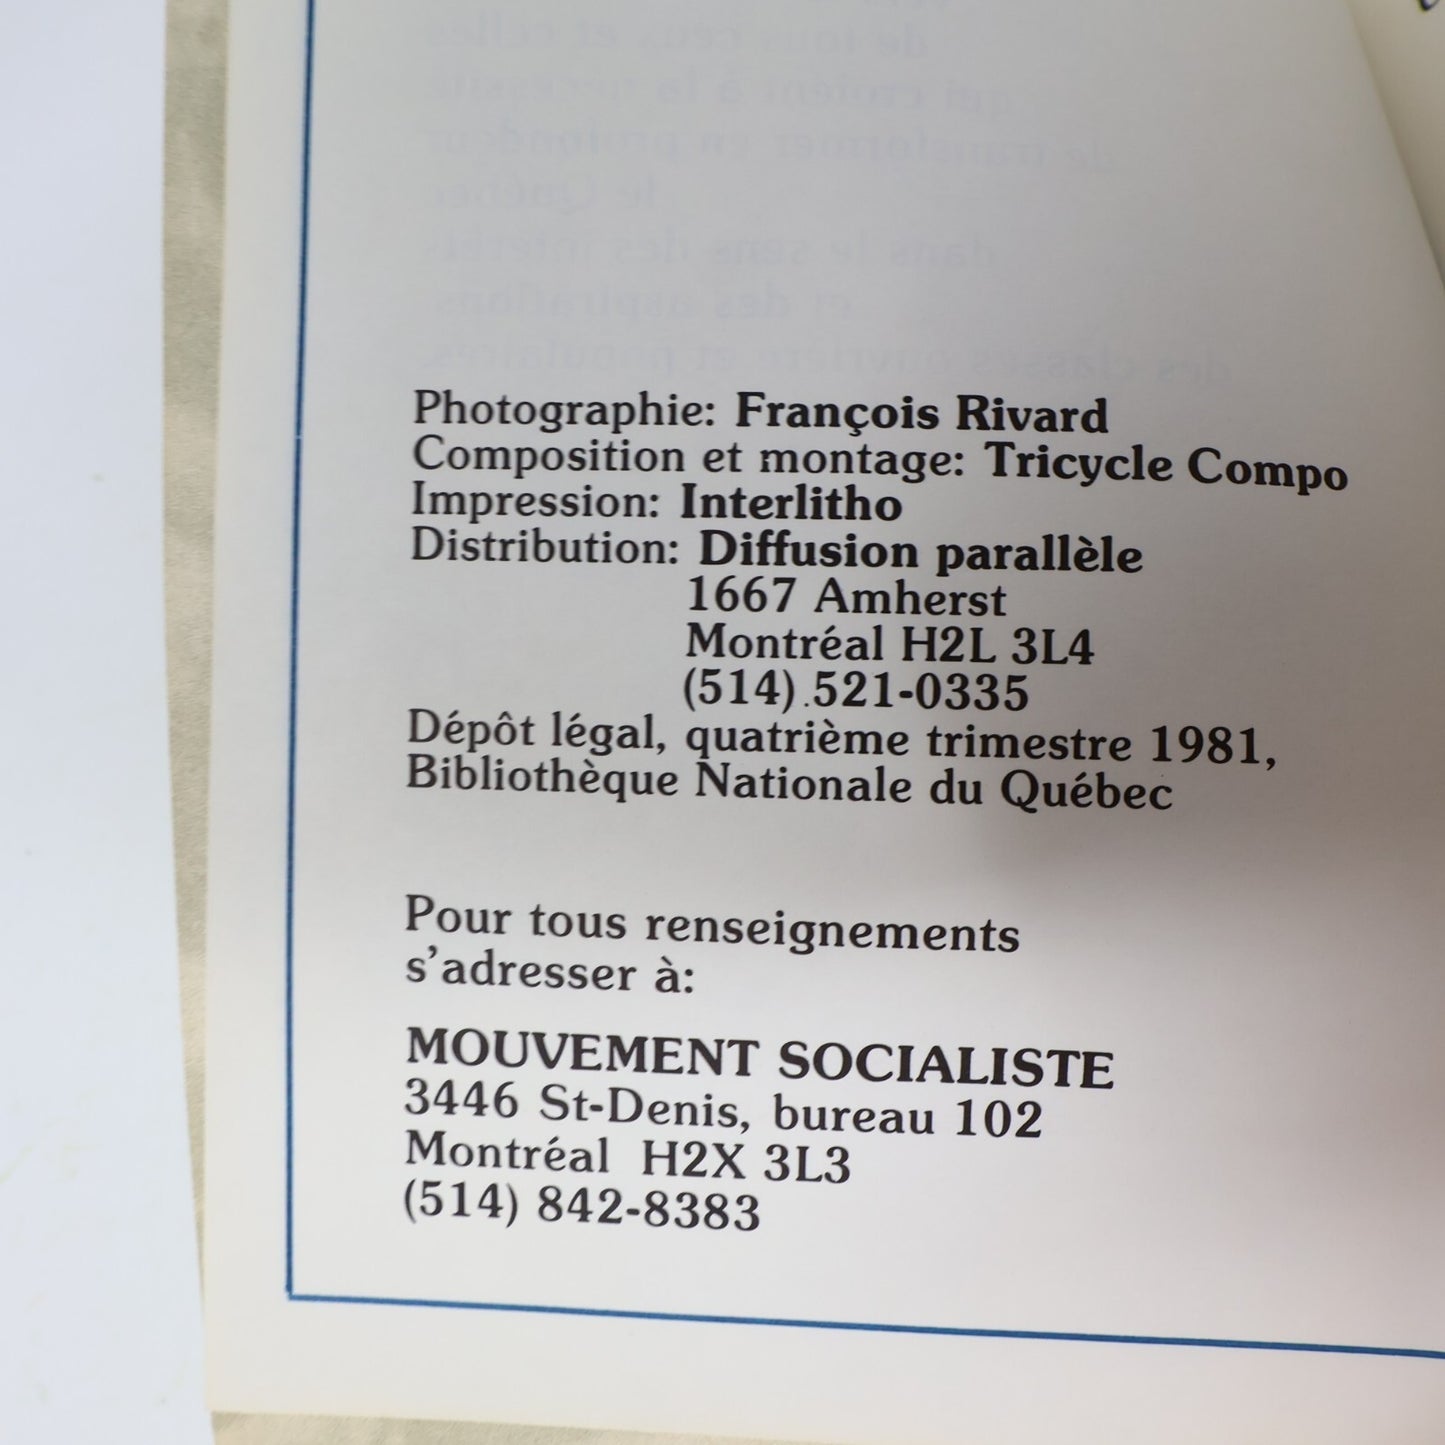 Photographie: François Rivard
Composition et montage: Tricycle Compo
Impression: Interlitho
Distribution: Diffusion parallèle
1667 Amherst
Montréal H2L 3L4
(514) 521-0335
Dépôt légal, quatrième trimestre 1981,
Bibliothèque Nationale du Québec
Pour tous renseignements
s'adresser à:
MOUVEMENT SOCIALISTE
3446 St-Denis, bureau 102
Montréal H2X 3L3
(514) 842-8383